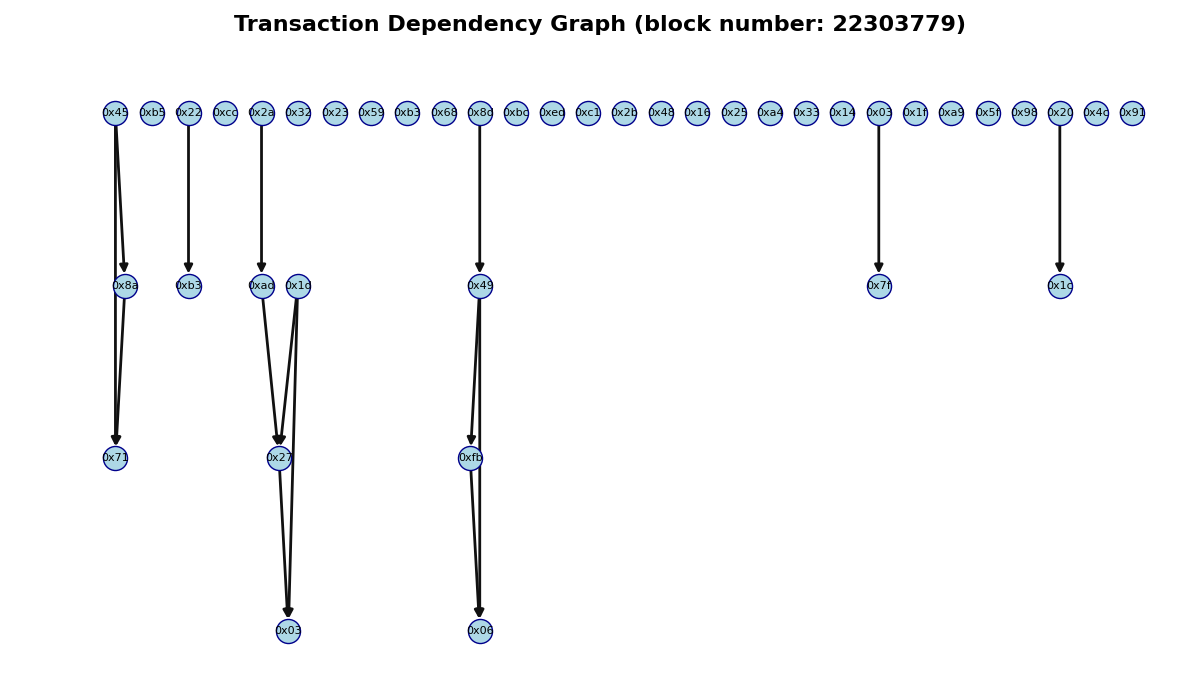 Transaction Dependency Graph (block number: 22303779)
0x45 0xb5 0x22 0xcc 0x2a 0x32 0x23 0x59 0xb3 0x68 0x8d 0xbc 0xed 0xc1 0x2b 0x48 0x16 0x25 0xa4 0x33 0x14 0x03 0x1f 0xa9 0x5f 0x98 0x20 0x4c 0x91
0x8a 0xb3 0xad 0x1d 0x49 0x7f 0x1c
0x71 0x27 0xfb
0x03 0x06